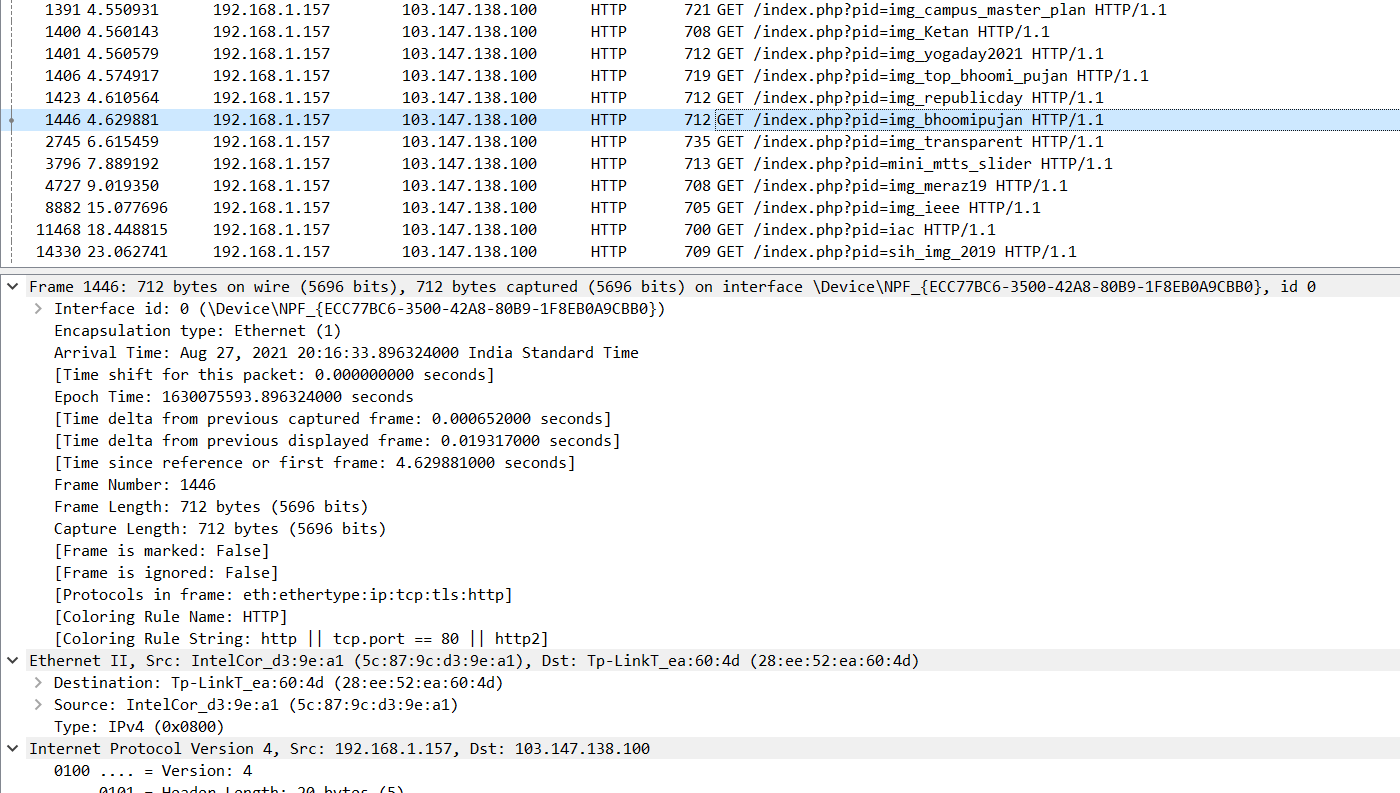 1391 4.550931 192.168.1.157 103.147.138.100 HTTP 721 GET /index.php?pid=img_campus_master_plan HTTP/1.1
1400 4.560143 192.168.1.157 103.147.138.100 HTTP 708 GET /index.php?pid=img_Ketan HTTP/1.1
1401 4.560579 192.168.1.157 103.147.138.100 HTTP 712 GET /index.php?pid=img_yogaday2021 HTTP/1.1
1406 4.574917 192.168.1.157 103.147.138.100 HTTP 719 GET /index.php?pid=img_top_bhoomi_pujan HTTP/1.1
1423 4.610564 192.168.1.157 103.147.138.100 HTTP 712 GET /index.php?pid=img_republicday HTTP/1.1
1446 4.629881 192.168.1.157 103.147.138.100 HTTP 712 GET /index.php?pid=img_bhoomipujan HTTP/1.1
2745 6.615459 192.168.1.157 103.147.138.100 HTTP 735 GET /index.php?pid=img_transparent HTTP/1.1
3796 7.889192 192.168.1.157 103.147.138.100 HTTP 713 GET /index.php?pid=mini_mtts_slider HTTP/1.1
4727 9.019350 192.168.1.157 103.147.138.100 HTTP 708 GET /index.php?pid=img_meraz19 HTTP/1.1
8882 15.077696 192.168.1.157 103.147.138.100 HTTP 705 GET /index.php?pid=img_ieee HTTP/1.1
11468 18.448815 192.168.1.157 103.147.138.100 HTTP 700 GET /index.php?pid=iac HTTP/1.1
14330 23.062741 192.168.1.157 103.147.138.100 HTTP 709 GET /index.php?pid=sih_img_2019 HTTP/1.1
Frame 1446: 712 bytes on wire (5696 bits), 712 bytes captured (5696 bits) on interface \Device\NPF_{ECC77BC6-3500-42A8-80B9-1F8EB0A9CBB0}, id 0
Interface id: 0 (\Device\NPF_{ECC77BC6-3500-42A8-80B9-1F8EB0A9CBB0})
Encapsulation type: Ethernet (1)
Arrival Time: Aug 27, 2021 20:16:33.896324000 India Standard Time
[Time shift for this packet: 0.000000000 seconds]
Epoch Time: 1630075593.896324000 seconds
[Time delta from previous captured frame: 0.000652000 seconds]
[Time delta from previous displayed frame: 0.019317000 seconds]
[Time since reference or first frame: 4.629881000 seconds]
Frame Number: 1446
Frame Length: 712 bytes (5696 bits)
Capture Length: 712 bytes (5696 bits)
[Frame is marked: False]
[Frame is ignored: False]
[Protocols in frame: eth:ethertype:ip:tcp:tls:http]
[Coloring Rule Name: HTTP]
[Coloring Rule String: http || tcp.port == 80 || http2]
Ethernet II, Src: IntelCor_d3:9e:a1 (5c:87:9c:d3:9e:a1), Dst: Tp-LinkT_ea:60:4d (28:ee:52:ea:60:4d)
Destination: Tp-LinkT_ea:60:4d (28:ee:52:ea:60:4d)
Source: IntelCor_d3:9e:a1 (5c:87:9c:d3:9e:a1)
Type: IPv4 (0x0800)
Internet Protocol Version 4, Src: 192.168.1.157, Dst: 103.147.138.100
0100 .... = Version: 4
.... 0101 = Header Length: 20 bytes (5)